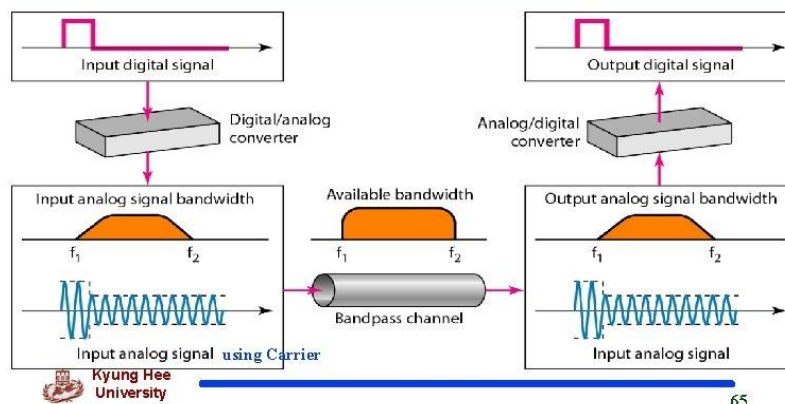 Input digital signal
Output digital signal
Digital/analog
converter
Analog/digital
converter
Input analog signal bandwidth
f1
f2
Available bandwidth
f1
f2
Output analog signal bandwidth
f1
f2
Bandpass channel
Input analog signal
using Carrier
Input analog signal
Kyung Hee
University
65